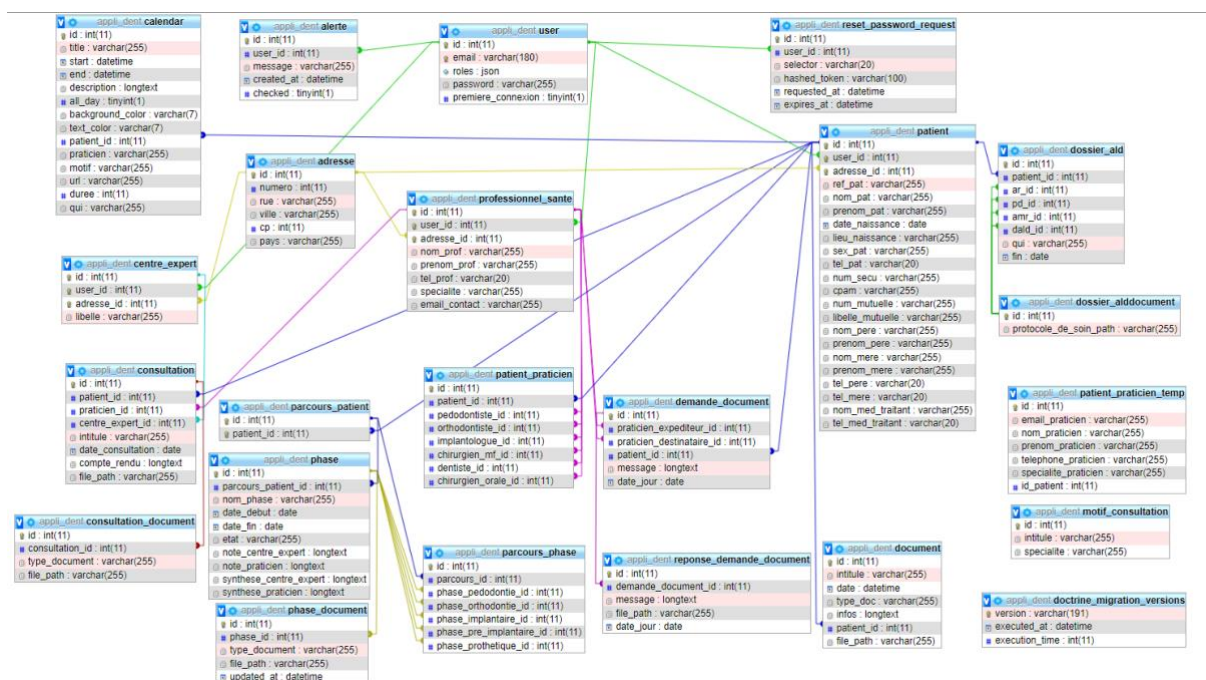 appli_dent calendar
id : int(11)
title : varchar(255)
start : datetime
end : datetime
description : longtext
all_day : tinyint(1)
background_color : varchar(7)
text_color : varchar(7)
patient_id : int(11)
praticien : varchar(255)
motif : varchar(255)
url : varchar(255)
duree : int(11)
qui : varchar(255)
appli_dent alerte
id : int(11)
user_id : int(11)
message : varchar(255)
created_at : datetime
checked : tinyint(1)
appli_dent user
id : int(11)
email : varchar(180)
roles : json
password : varchar(255)
premiere_connexion : tinyint(1)
appli_dent reset_password_request
id : int(11)
user_id : int(11)
selector : varchar(20)
hashed_token : varchar(100)
requested_at : datetime
expires_at : datetime
appli_dent adresse
id : int(11)
numero : int(11)
rue : varchar(255)
ville : varchar(255)
cp : int(11)
pays : varchar(255)
appli_dent professionnel_sante
id : int(11)
user_id : int(11)
adresse_id : int(11)
nom_prof : varchar(255)
prenom_prof : varchar(255)
tel_prof : varchar(20)
specialite : varchar(255)
email_contact : varchar(255)
appli_dent patient
id : int(11)
user_id : int(11)
adresse_id : int(11)
ref_pat : varchar(255)
nom_pat : varchar(255)
prenom_pat : varchar(255)
date_naissance : date
lieu_naissance : varchar(255)
sex_pat : varchar(255)
tel_pat : varchar(20)
num_secu : varchar(255)
cpam : varchar(255)
num_mutuelle : varchar(255)
libelle_mutuelle : varchar(255)
nom_pere : varchar(255)
prenom_pere : varchar(255)
nom_mere : varchar(255)
prenom_mere : varchar(255)
tel_pere : varchar(20)
tel_mere : varchar(20)
nom_med_traitant : varchar(255)
tel_med_traitant : varchar(20)
appli_dent dossier_ald
id : int(11)
patient_id : int(11)
ar_id : int(11)
pd_id : int(11)
amr_id : int(11)
dald_id : int(11)
qui : varchar(255)
fin : date
appli_dent dossier_alddocument
id : int(11)
protocole_de_soin_path : varchar(255)
appli_dent centre_expert
id : int(11)
user_id : int(11)
adresse_id : int(11)
libelle : varchar(255)
appli_dent consultation
id : int(11)
patient_id : int(11)
praticien_id : int(11)
centre_expert_id : int(11)
intitule : varchar(255)
date_consultation : date
compte_rendu : longtext
file_path : varchar(255)
appli_dent parcours_patient
id : int(11)
patient_id : int(11)
appli_dent patient_praticien
id : int(11)
patient_id : int(11)
pedodontiste_id : int(11)
orthodontiste_id : int(11)
implantologue_id : int(11)
chirurgien_mf_id : int(11)
dentiste_id : int(11)
chirurgien_orale_id : int(11)
appli_dent demande_document
id : int(11)
praticien_expediteur_id : int(11)
praticien_destinataire_id : int(11)
patient_id : int(11)
message : longtext
date_jour : date
appli_dent patient_praticien_temp
id : int(11)
email_praticien : varchar(255)
nom_praticien : varchar(255)
prenom_praticien : varchar(255)
telephone_praticien : varchar(255)
specialite_praticien : varchar(255)
id_patient : int(11)
appli_dent phase
id : int(11)
parcours_patient_id : int(11)
nom_phase : varchar(255)
date_debut : date
date_fin : date
etat : varchar(255)
note_centre_expert : longtext
note_praticien : longtext
synthese_centre_expert : longtext
synthese_praticien : longtext
appli_dent motif_consultation
id : int(11)
intitule : varchar(255)
specialite : varchar(255)
appli_dent consultation_document
id : int(11)
consultation_id : int(11)
type_document : varchar(255)
file_path : varchar(255)
appli_dent parcours_phase
id : int(11)
parcours_id : int(11)
phase_pedodontie_id : int(11)
phase_orthodontie_id : int(11)
phase_implantaire_id : int(11)
phase_pre_implantaire_id : int(11)
phase_prothetique_id : int(11)
appli_dent reponse_demande_document
id : int(11)
demande_document_id : int(11)
message : longtext
file_path : varchar(255)
date_jour : date
appli_dent document
id : int(11)
intitule : varchar(255)
date : datetime
type_doc : varchar(255)
infos : longtext
patient_id : int(11)
file_path : varchar(255)
appli_dent doctrine_migration_versions
version : varchar(191)
executed_at : datetime
execution_time : int(11)
appli_dent phase_document
id : int(11)
phase_id : int(11)
type_document : varchar(255)
file_path : varchar(255)
updated_at : datetime